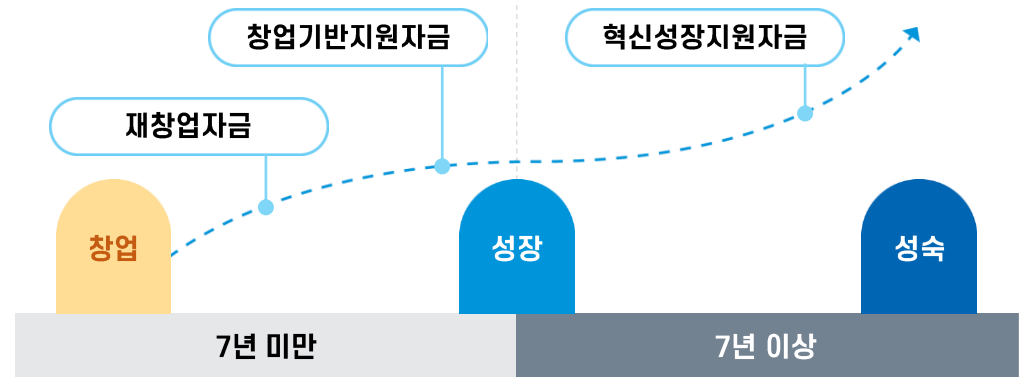 창업기반지원자금
혁신성장지원자금
재창업자금
창업
성장
성숙
7년 미만
7년 이상